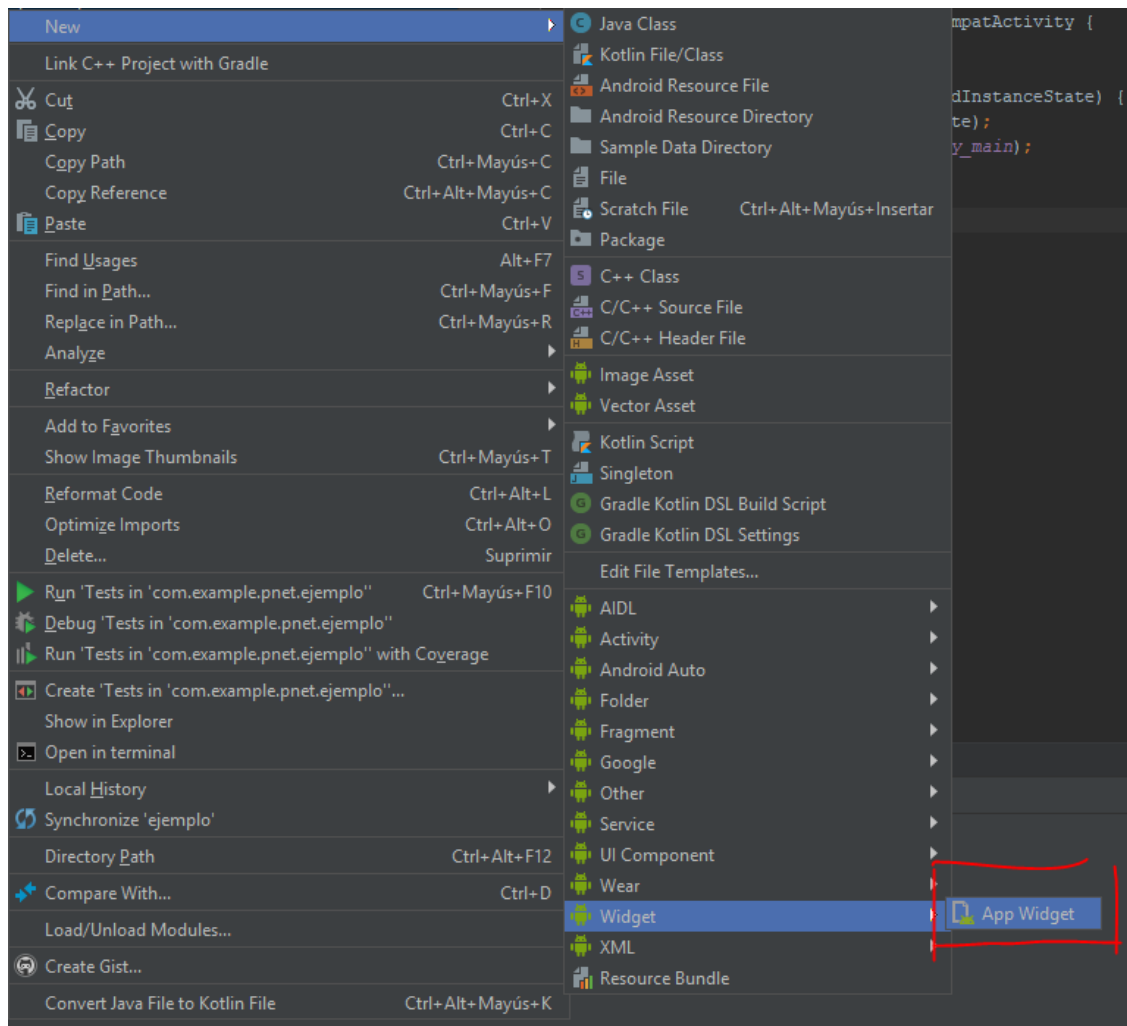 New
Link C++ Project with Gradle
Cut Ctrl+X
Copy Ctrl+C
Copy Path Ctrl+Mayús+C
Copy Reference Ctrl+Alt+Mayús+C
Paste Ctrl+V
Find Usages Alt+F7
Find in Path... Ctrl+Mayús+F
Replace in Path... Ctrl+Mayús+R
Analyze
Refactor
Add to Favorites
Show Image Thumbnails Ctrl+Mayús+T
Reformat Code Ctrl+Alt+L
Optimize Imports Ctrl+Alt+O
Delete... Suprimir
Run 'Tests in 'com.example.pnet.ejemplo'' Ctrl+Mayús+F10
Debug 'Tests in 'com.example.pnet.ejemplo''
Run 'Tests in 'com.example.pnet.ejemplo'' with Coverage
Create 'Tests in 'com.example.pnet.ejemplo''...
Show in Explorer
Open in terminal
Local History
Synchronize 'ejemplo'
Directory Path Ctrl+Alt+F12
Compare With... Ctrl+D
Load/Unload Modules...
Create Gist...
Convert Java File to Kotlin File Ctrl+Alt+Mayús+K
Java Class
Kotlin File/Class
Android Resource File
Android Resource Directory
Sample Data Directory
File
Scratch File Ctrl+Alt+Mayús+Insertar
Package
C++ Class
C/C++ Source File
C/C++ Header File
Image Asset
Vector Asset
Kotlin Script
Singleton
Gradle Kotlin DSL Build Script
Gradle Kotlin DSL Settings
Edit File Templates...
AIDL
Activity
Android Auto
Folder
Fragment
Google
Other
Service
UI Component
Wear
Widget
XML
Resource Bundle
App Widget
mpatActivity {
dInstanceState) {
te);
y_main);